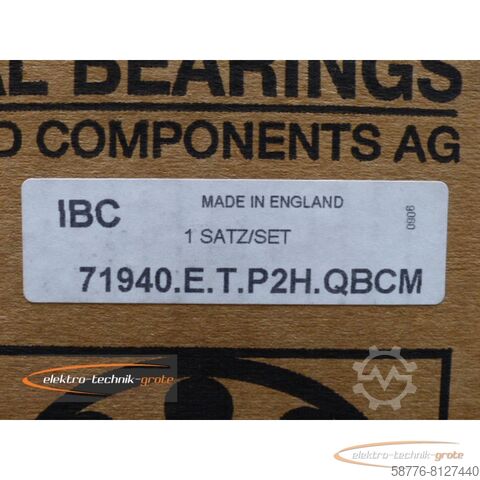 AL BEARINGS
D COMPONENTS AG
IBC
MADE IN ENGLAND
0906
1 SATZ/SET
71940.E.T.P2H.QBCM
elektro-technik-grote
elektro-technik-grote
58776-8127440